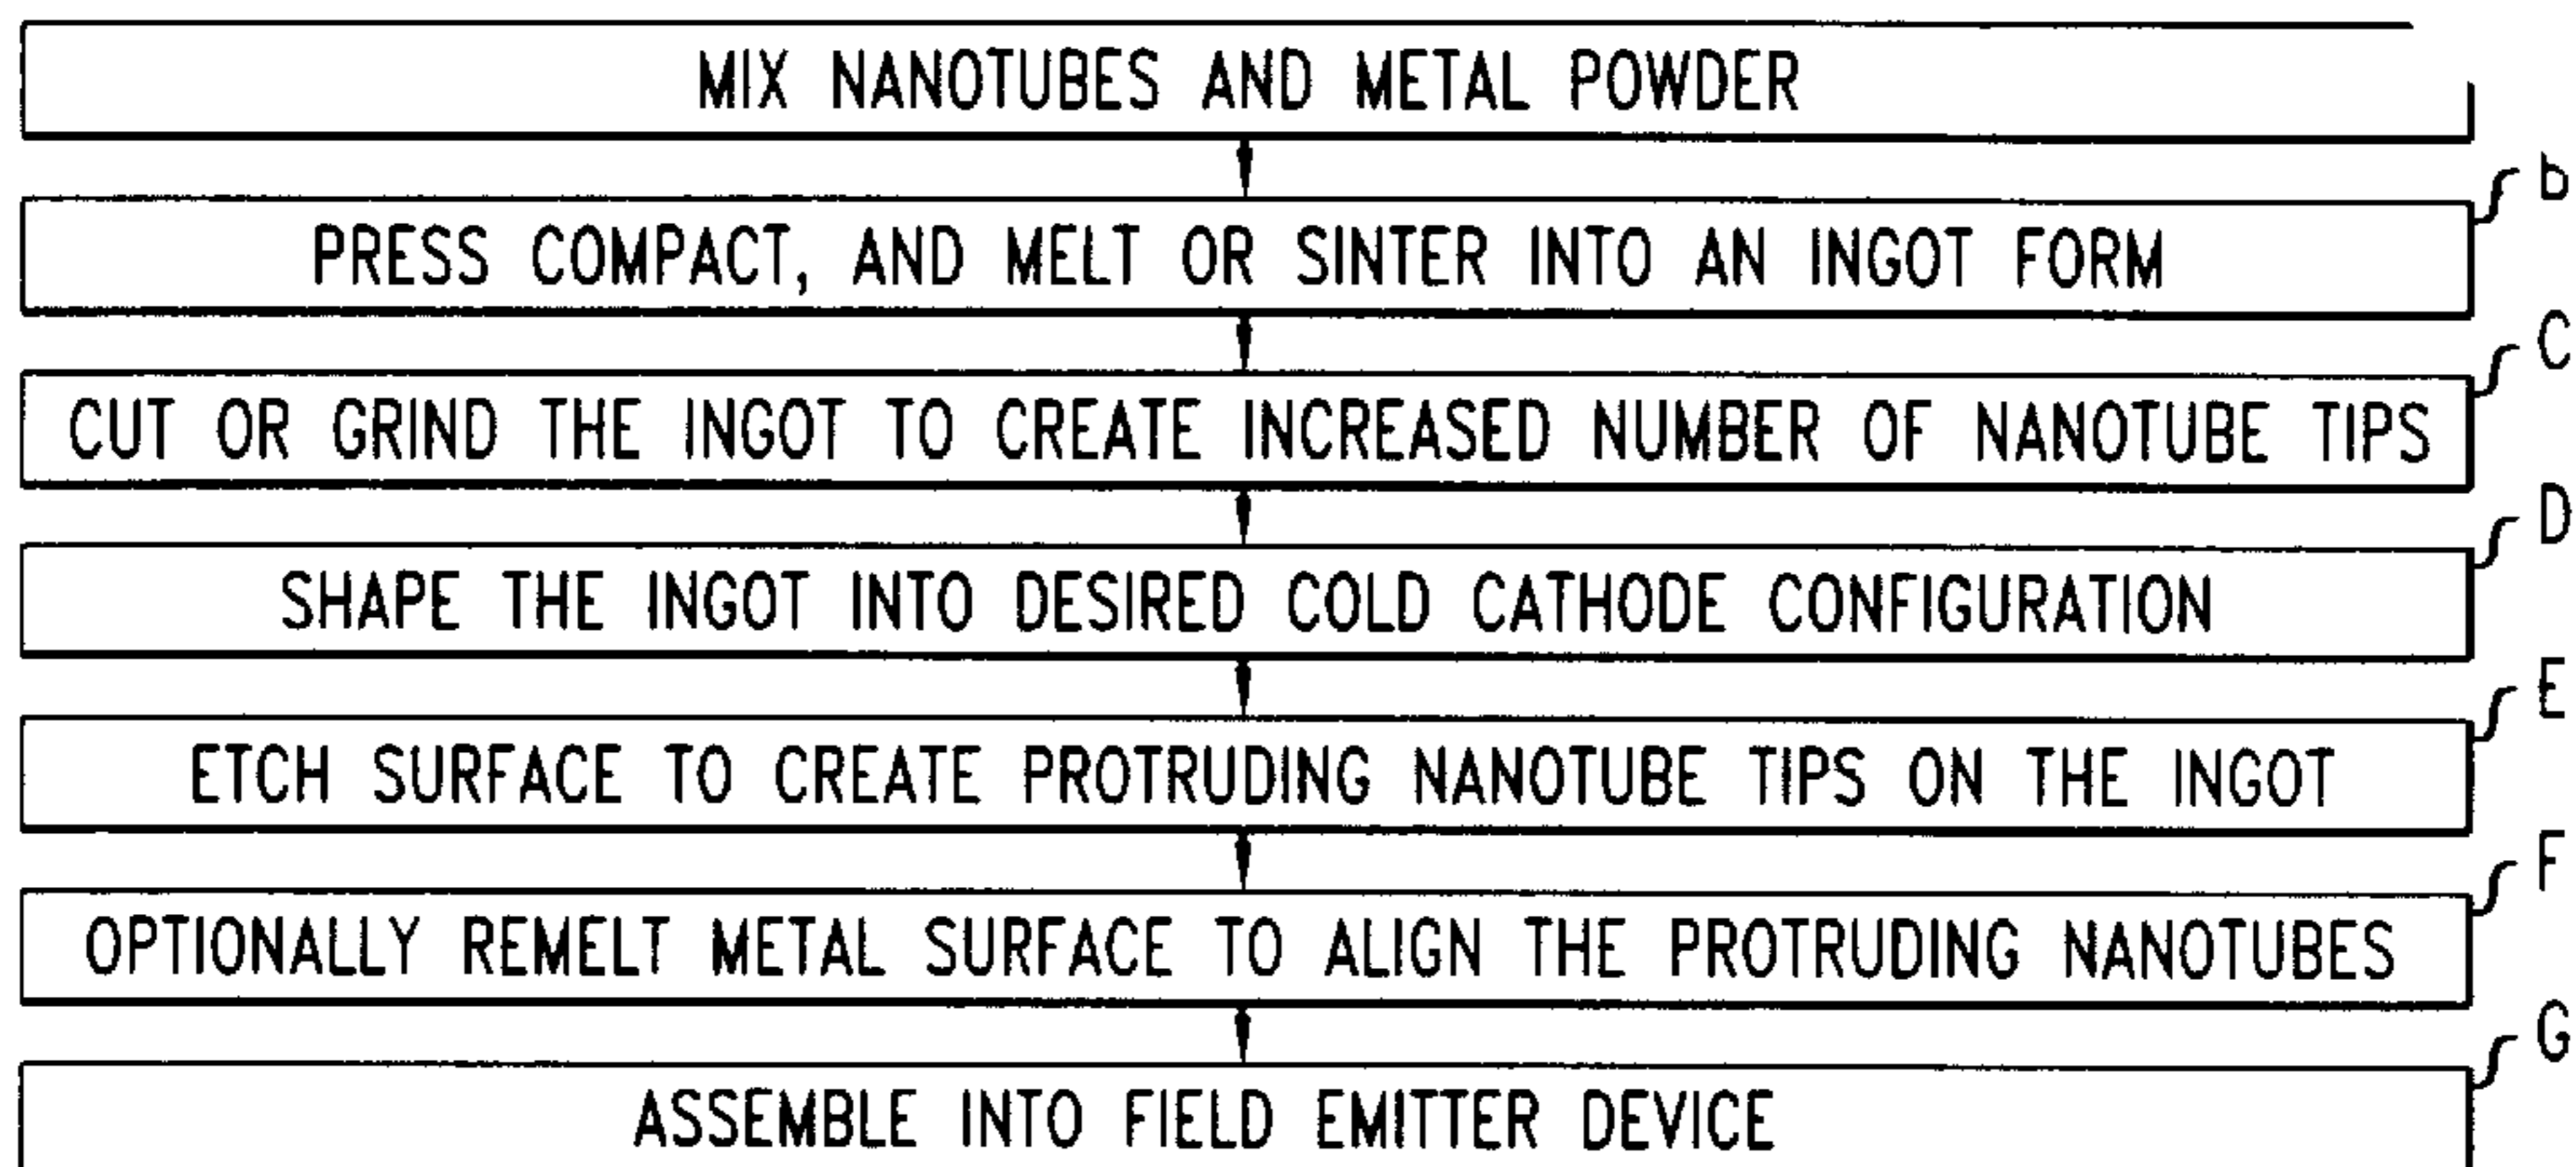 MIX NANOTUBES AND METAL POWDER
b
PRESS COMPACT, AND MELT OR SINTER INTO AN INGOT FORM
C
CUT OR GRIND THE INGOT TO CREATE INCREASED NUMBER OF NANOTUBE TIPS
D
SHAPE THE INGOT INTO DESIRED COLD CATHODE CONFIGURATION
E
ETCH SURFACE TO CREATE PROTRUDING NANOTUBE TIPS ON THE INGOT
F
OPTIONALLY REMELT METAL SURFACE TO ALIGN THE PROTRUDING NANOTUBES
G
ASSEMBLE INTO FIELD EMITTER DEVICE